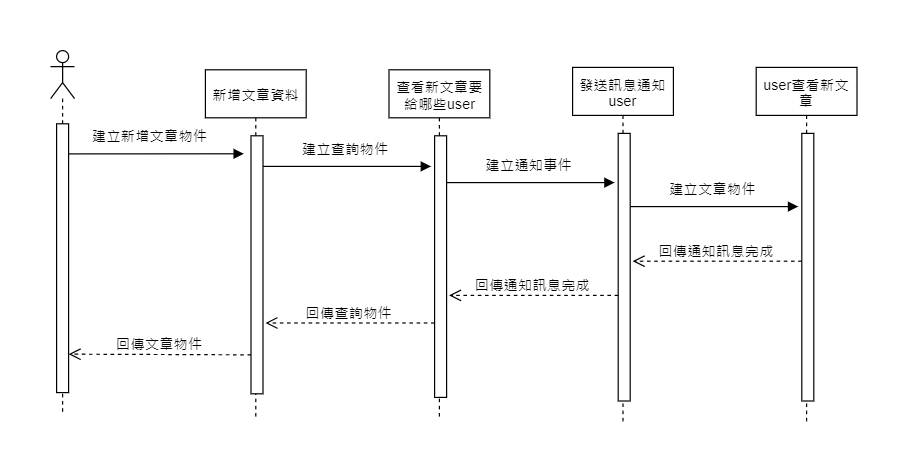 新增文章資料
查看新文章要
給哪些user
發送訊息通知
user
user查看新文
章
建立新增文章物件
建立查詢物件
建立通知事件
建立文章物件
回傳通知訊息完成
回傳通知訊息完成
回傳查詢物件
回傳文章物件